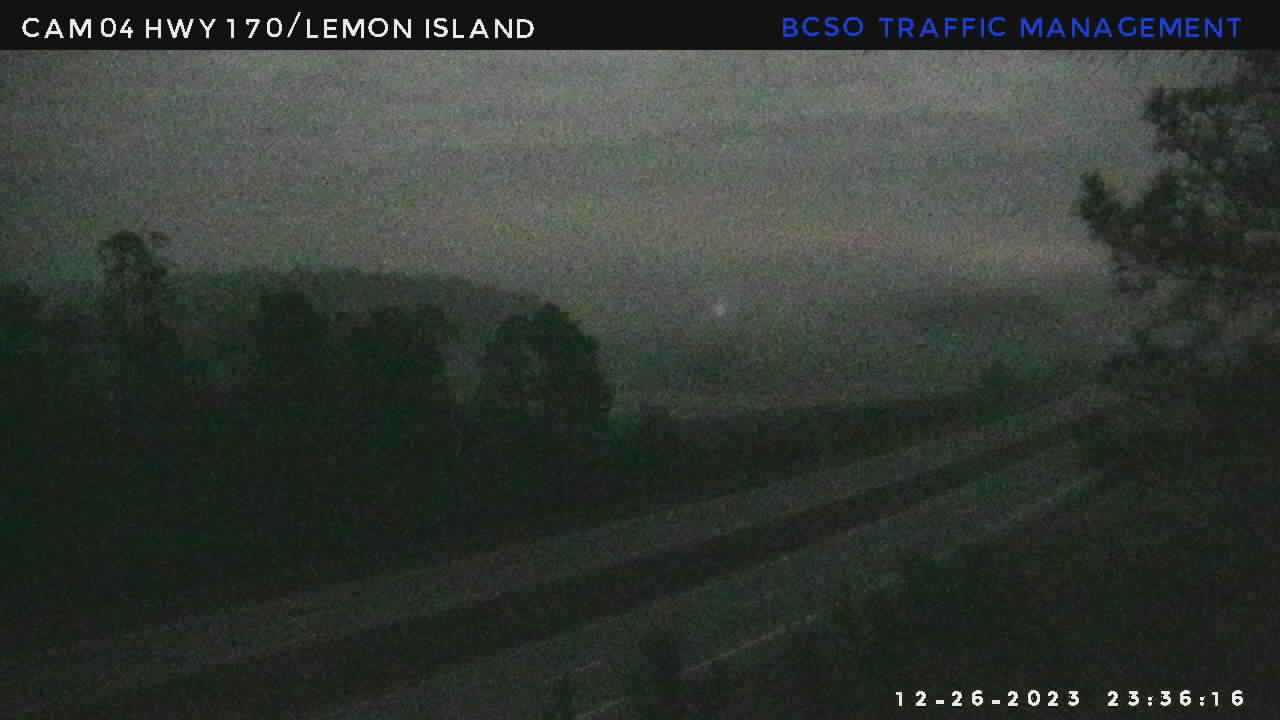 CAM04 HWY 170/LEMON ISLAND
BCSO TRAFFIC MANAGEMENT
12-26-2023 23:36:16